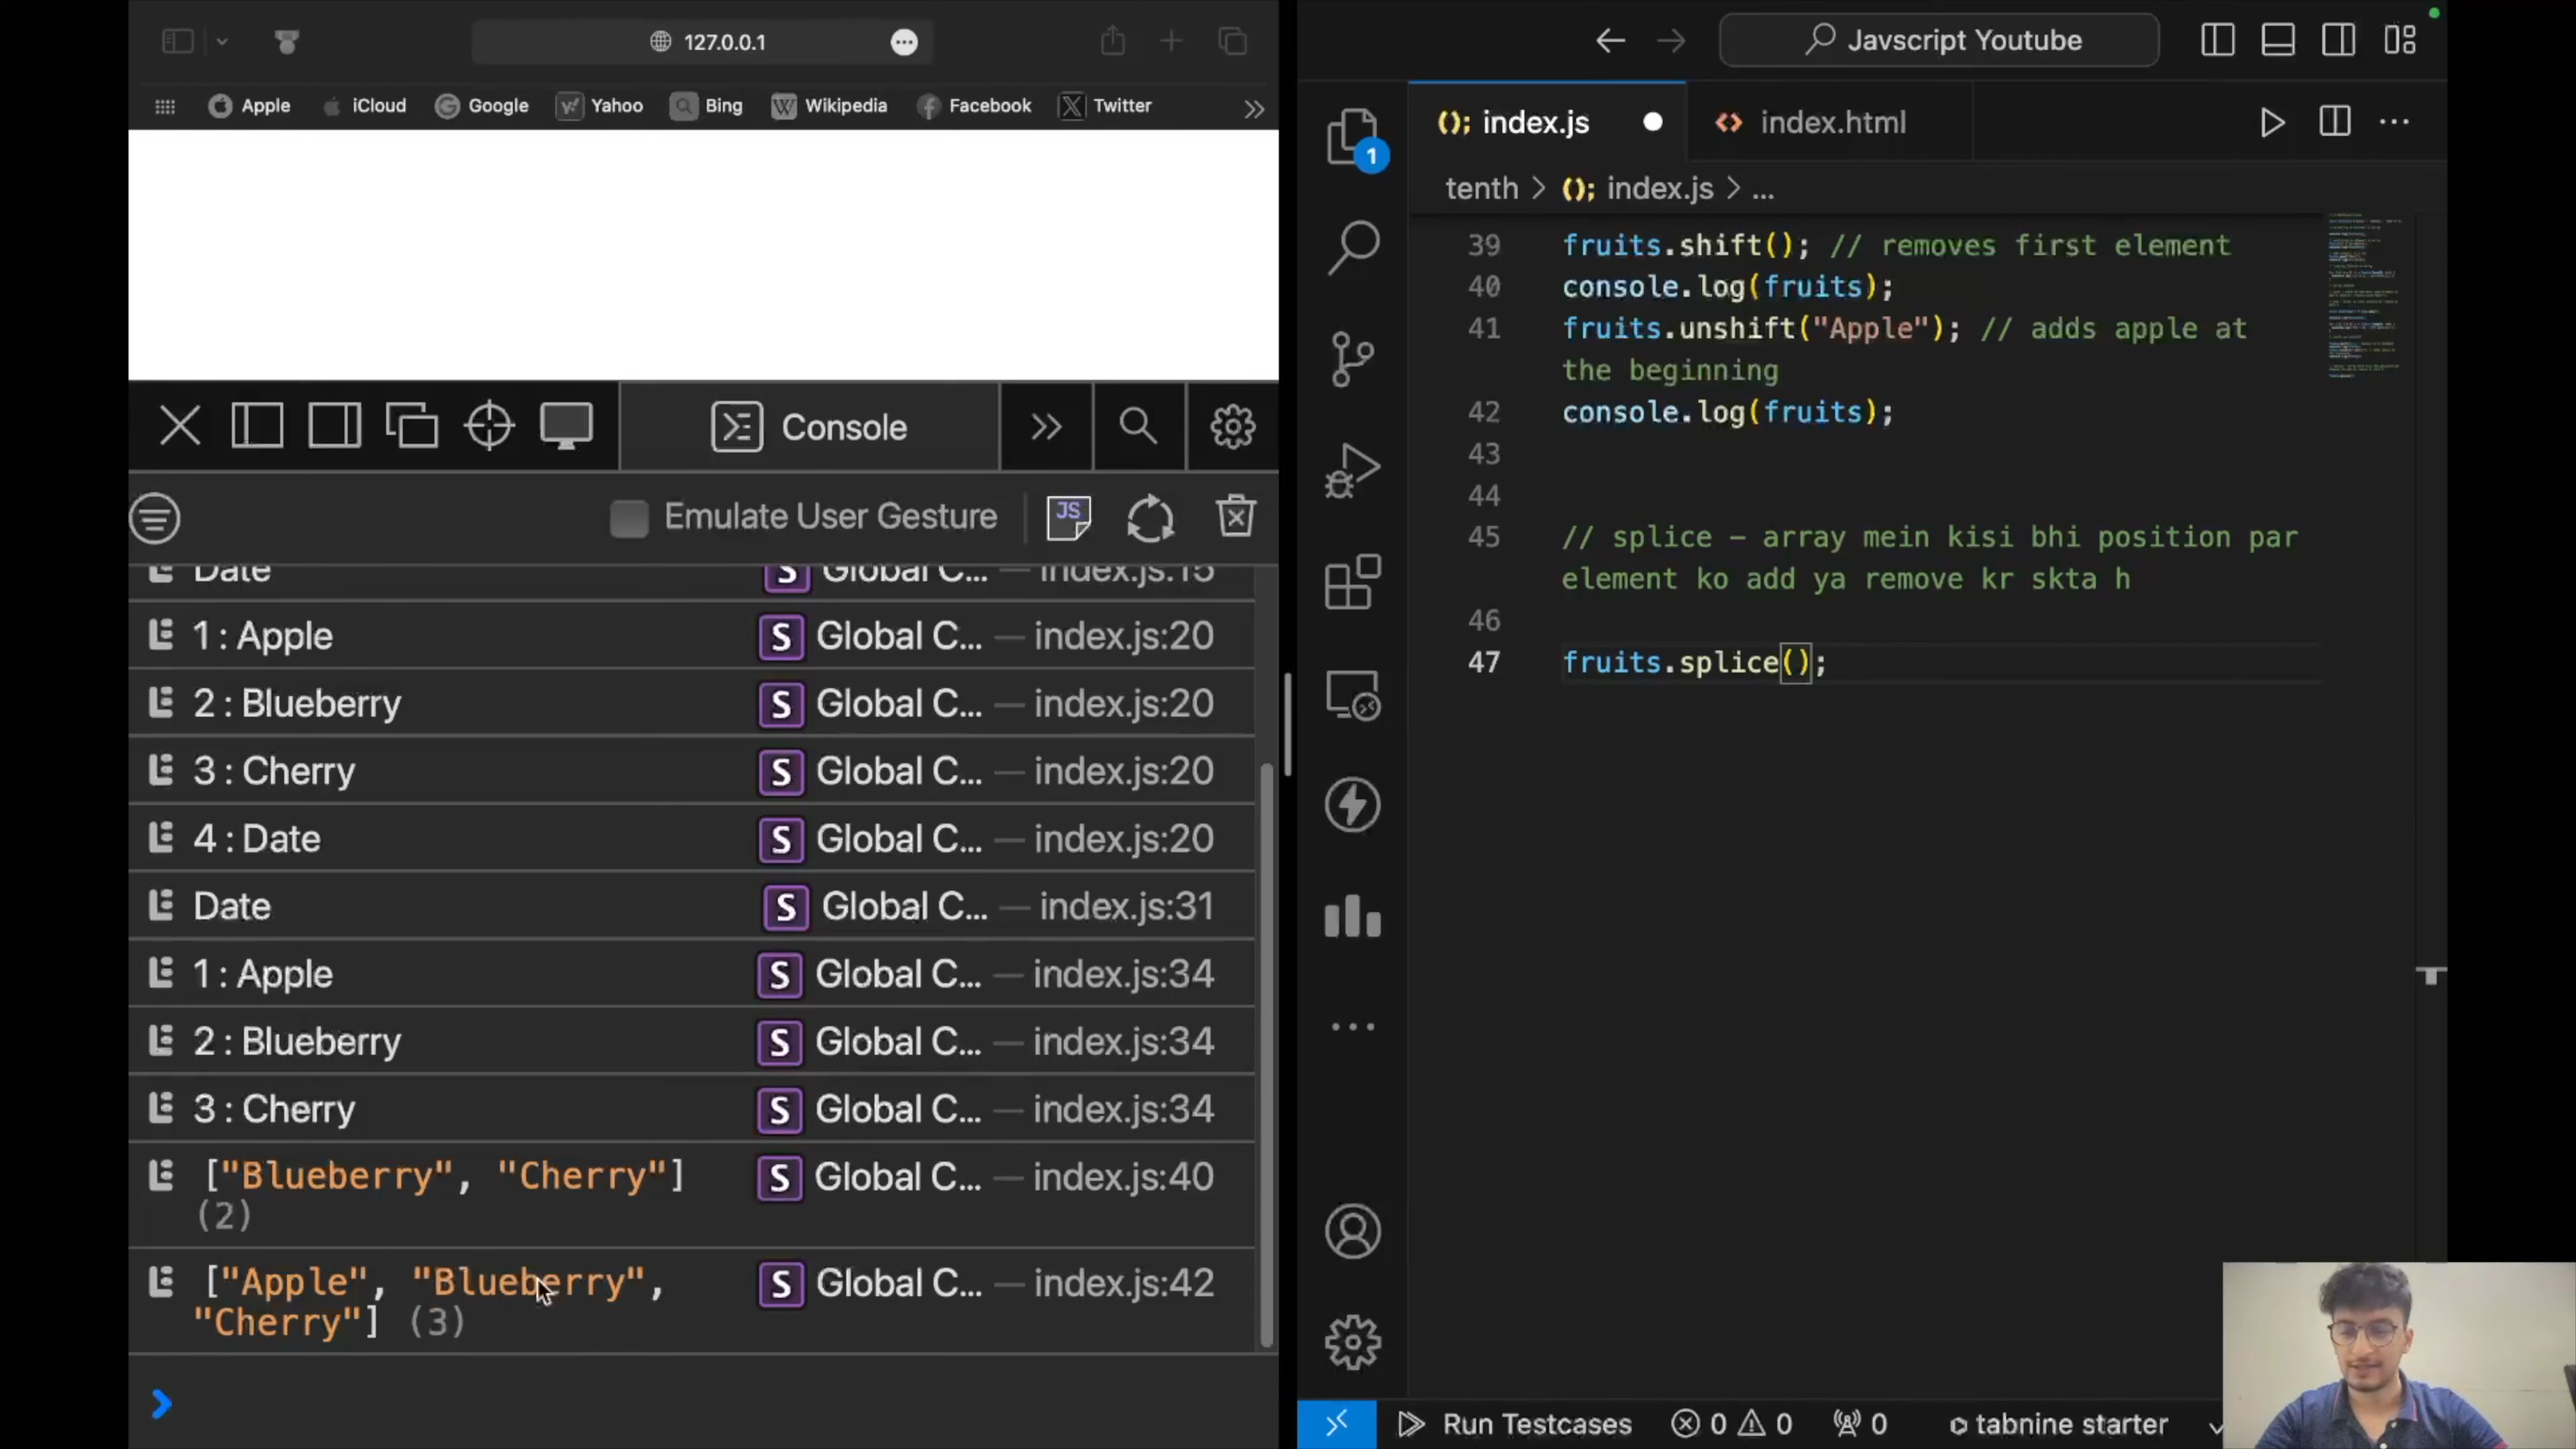 127.0.0.1
Apple iCloud Google Yahoo Bing Wikipedia Facebook Twitter
Console
Emulate User Gesture
Date Global C... — index.js:15
1 : Apple Global C... — index.js:20
2 : Blueberry Global C... — index.js:20
3 : Cherry Global C... — index.js:20
4 : Date Global C... — index.js:20
Date Global C... — index.js:31
1 : Apple Global C... — index.js:34
2 : Blueberry Global C... — index.js:34
3 : Cherry Global C... — index.js:34
["Blueberry", "Cherry"] Global C... — index.js:40
(2)
["Apple", "Blueberry", Global C... — index.js:42
"Cherry"] (3)
Javscript Youtube
index.js index.html
1
tenth > index.js > ...
39 fruits.shift(); // removes first element
40 console.log(fruits);
41 fruits.unshift("Apple"); // adds apple at
the beginning
42 console.log(fruits);
43
44
45 // splice – array mein kisi bhi position par
element ko add ya remove kr skta h
46
47 fruits.splice();
Run Testcases 0 0 0 tabnine starter